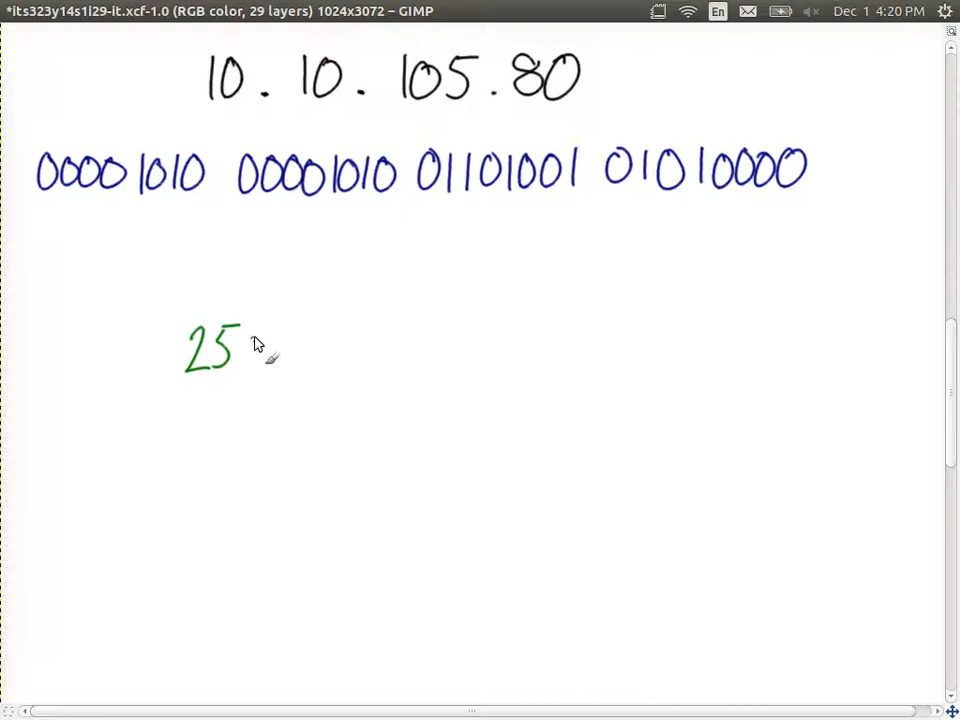 *its323y14s1l29-it.xcf-1.0 (RGB color, 29 layers) 1024x3072 – GIMP En Dec 1 4:20 PM
10. 10. 105.80
00001010 00001010 01101001 01010000
25